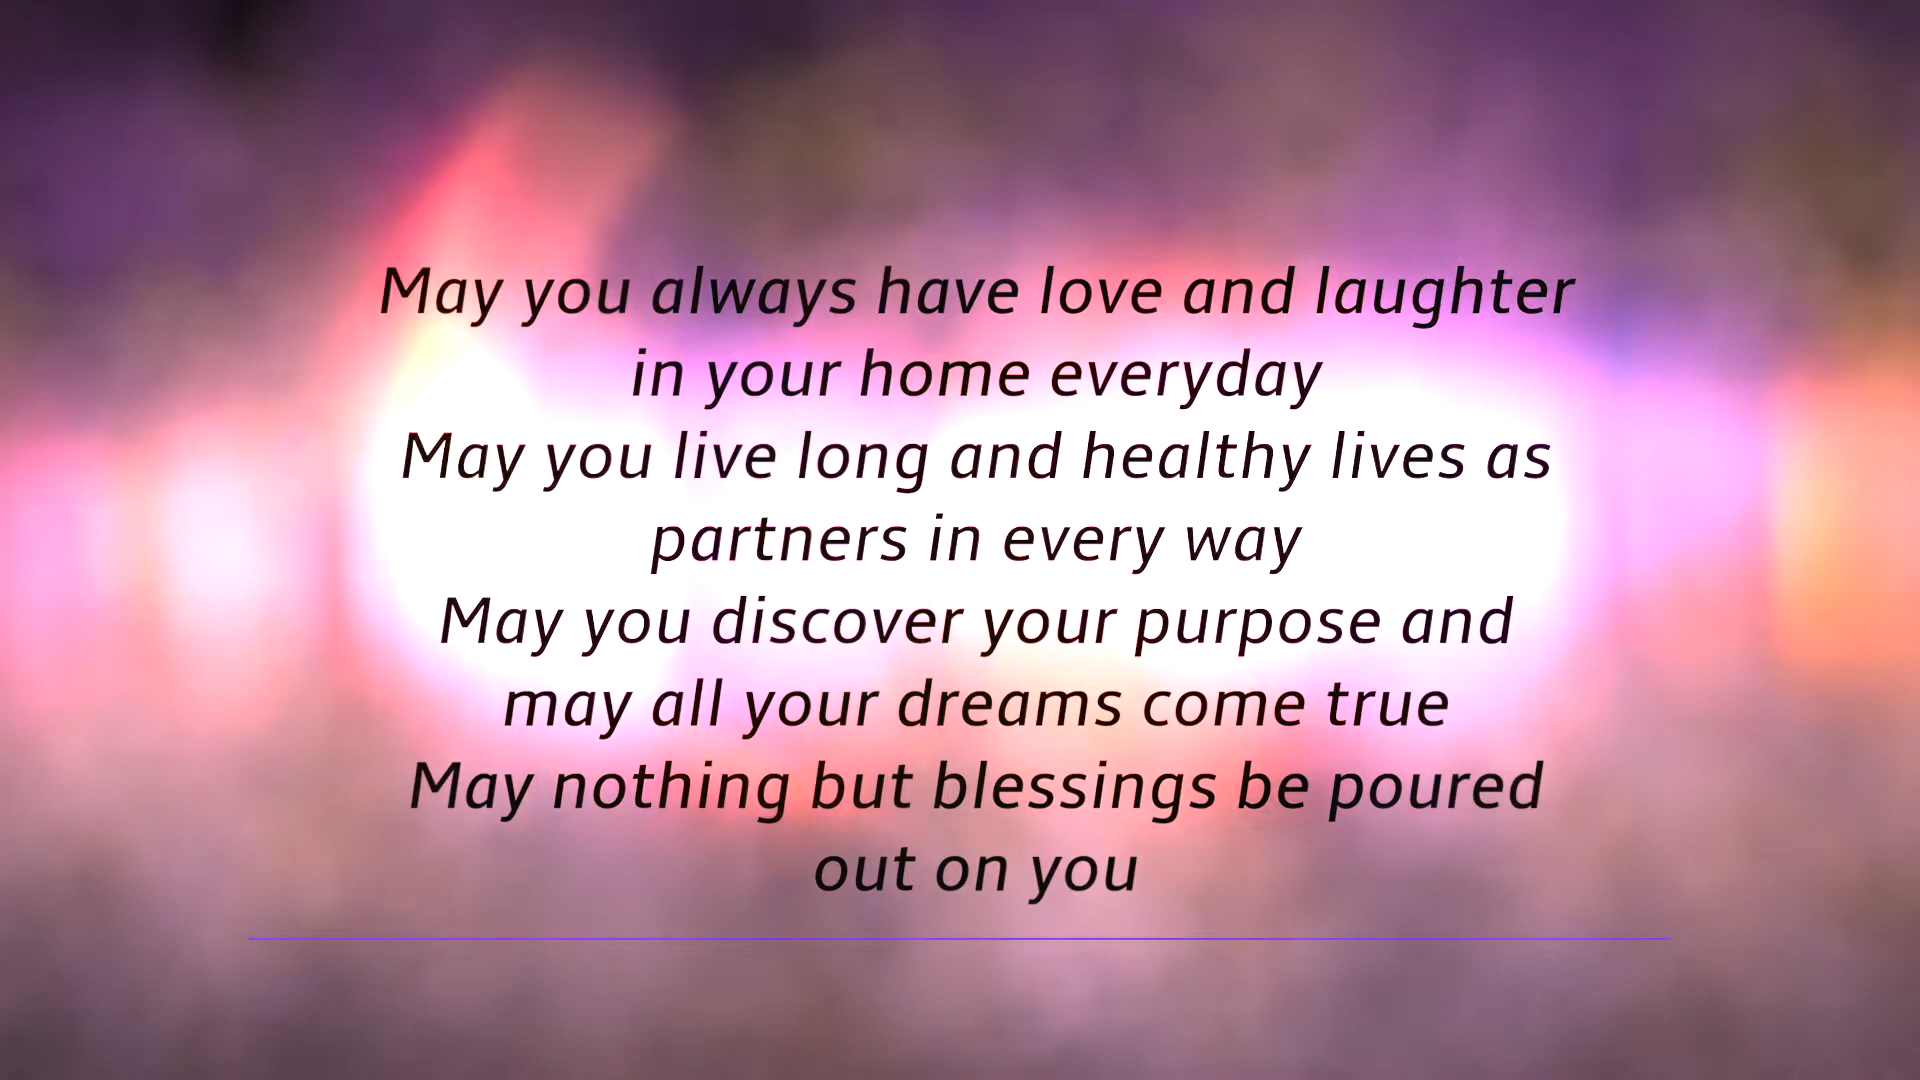 May you always have love and laughter
in your home everyday
May you live long and healthy lives as
partners in every way
May you discover your purpose and
may all your dreams come true
May nothing but blessings be poured
out on you